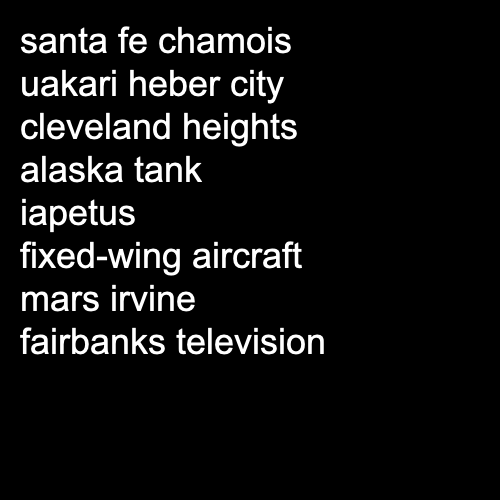 santa fe chamois
uakari heber city
cleveland heights
alaska tank
iapetus
fixed-wing aircraft
mars irvine
fairbanks television